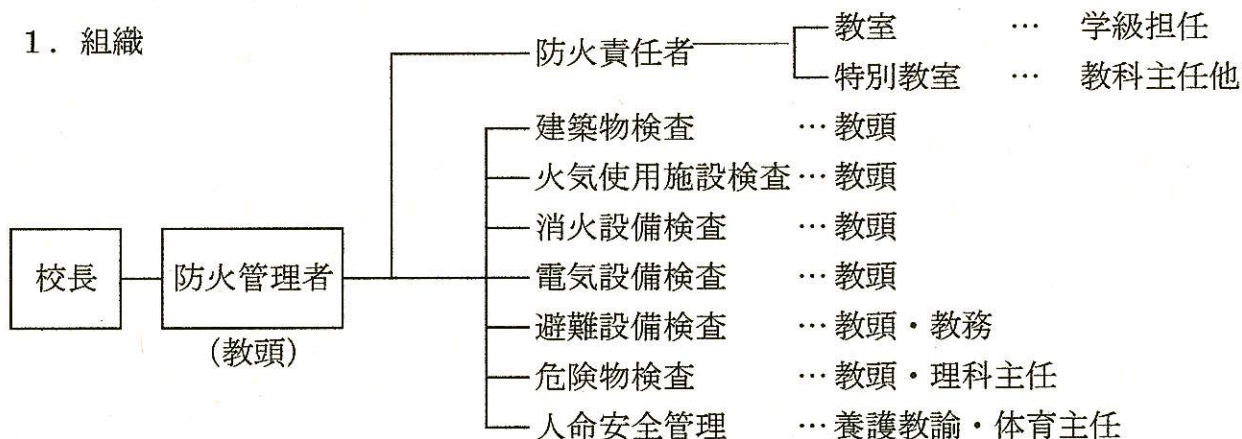 1．組織
防火責任者
教室 … 学級担任
特別教室 … 教科主任他
建築物検査 …教頭
火気使用施設検査…教頭
消火設備検査 …教頭
校長 防火管理者 電気設備検査 …教頭
(教頭)
避難設備検査 …教頭・教務
危険物検査 …教頭・理科主任
人命安全管理 …養護教諭・体育主任